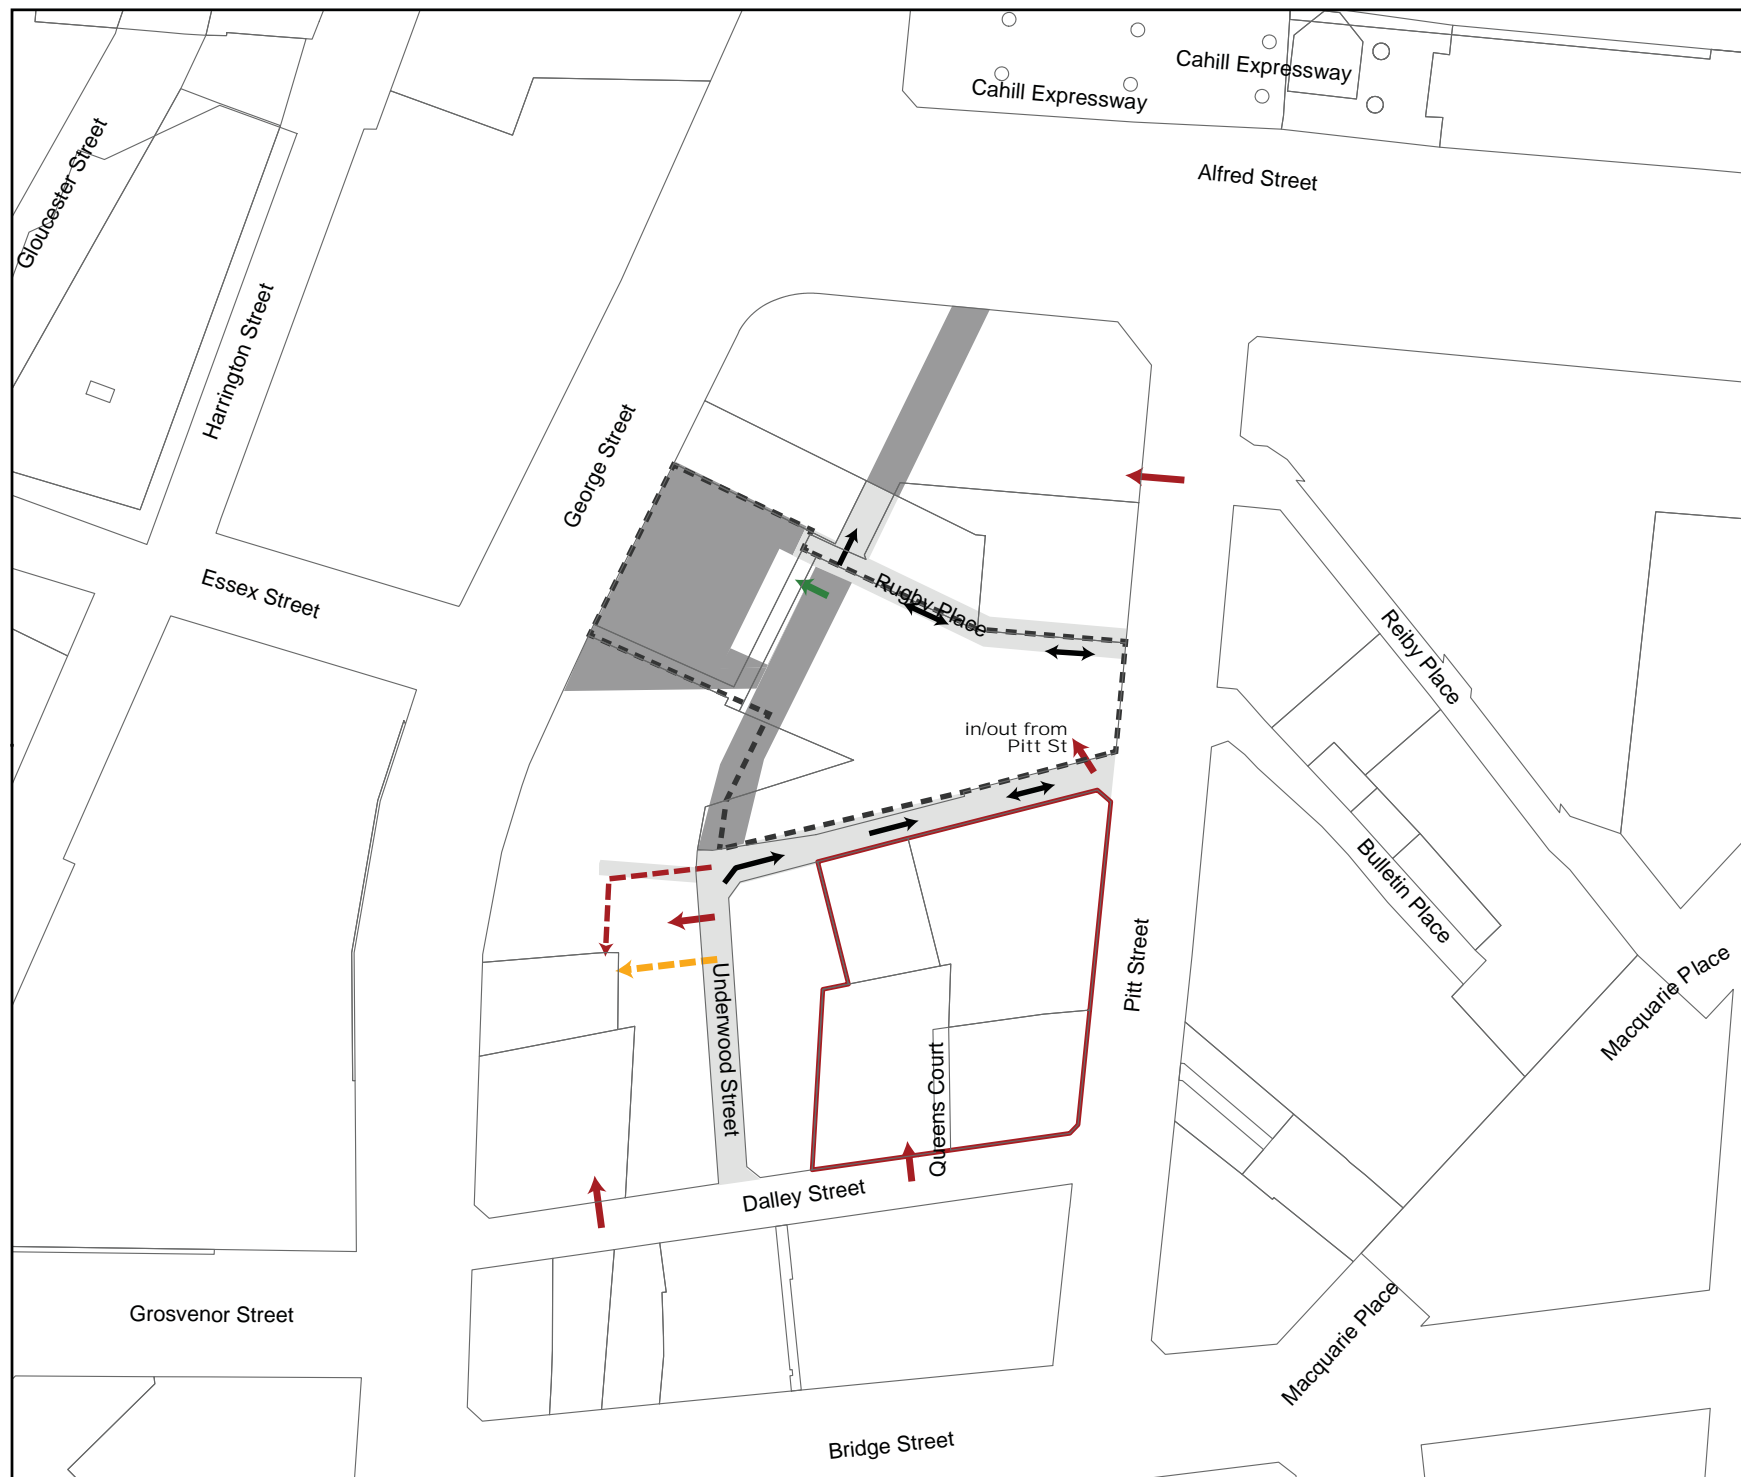 Cahill Expressway
Cahill Expressway
Alfred Street
Gloucester Street
Harrington Street
George Street
Essex Street
Rugby Place
Reiby Place
in/out from
Pitt St
Bulletin Place
Pitt Street
Macquarie Place
Underwood Street
Queens Court
Dalley Street
Grosvenor Street
Macquarie Place
Bridge Street